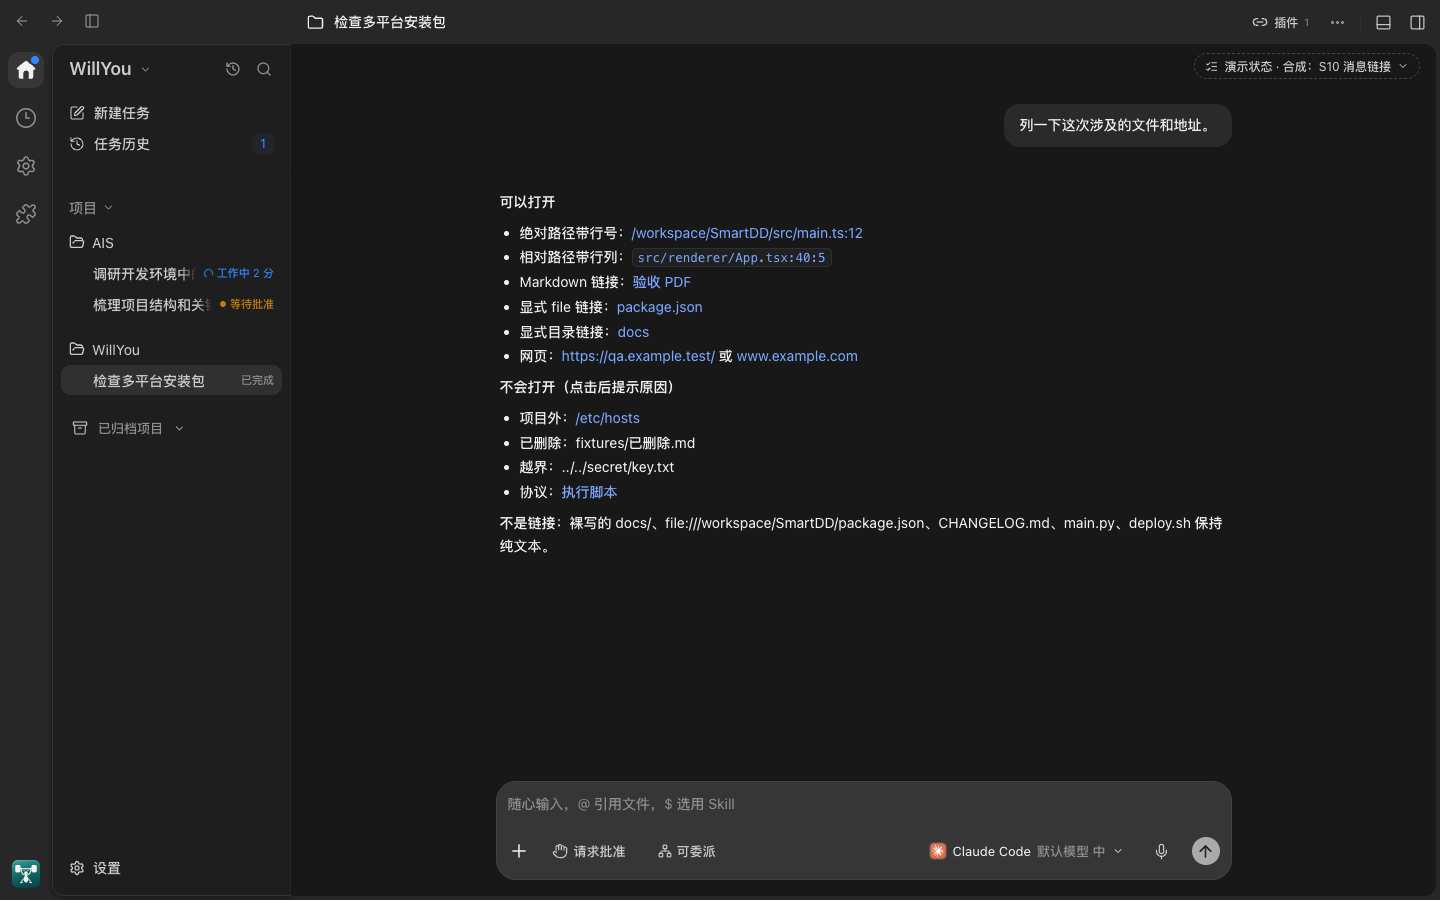 检查多平台安装包
插件 1
WillYou
演示状态 · 合成：S10 消息链接
新建任务
任务历史 1
项目
AIS
调研开发环境中 工作中 2 分
梳理项目结构和关 等待批准
WillYou
检查多平台安装包 已完成
已归档项目
设置
列一下这次涉及的文件和地址。
可以打开
• 绝对路径带行号：/workspace/SmartDD/src/main.ts:12
• 相对路径带行列：src/renderer/App.tsx:40:5
• Markdown 链接：验收 PDF
• 显式 file 链接：package.json
• 显式目录链接：docs
• 网页：https://qa.example.test/ 或 www.example.com
不会打开（点击后提示原因）
• 项目外：/etc/hosts
• 已删除：fixtures/已删除.md
• 越界：../../secret/key.txt
• 协议：执行脚本
不是链接：裸写的 docs/、file:///workspace/SmartDD/package.json、CHANGELOG.md、main.py、deploy.sh 保持
纯文本。
随心输入，@ 引用文件，$ 选用 Skill
请求批准 可委派 Claude Code 默认模型 中